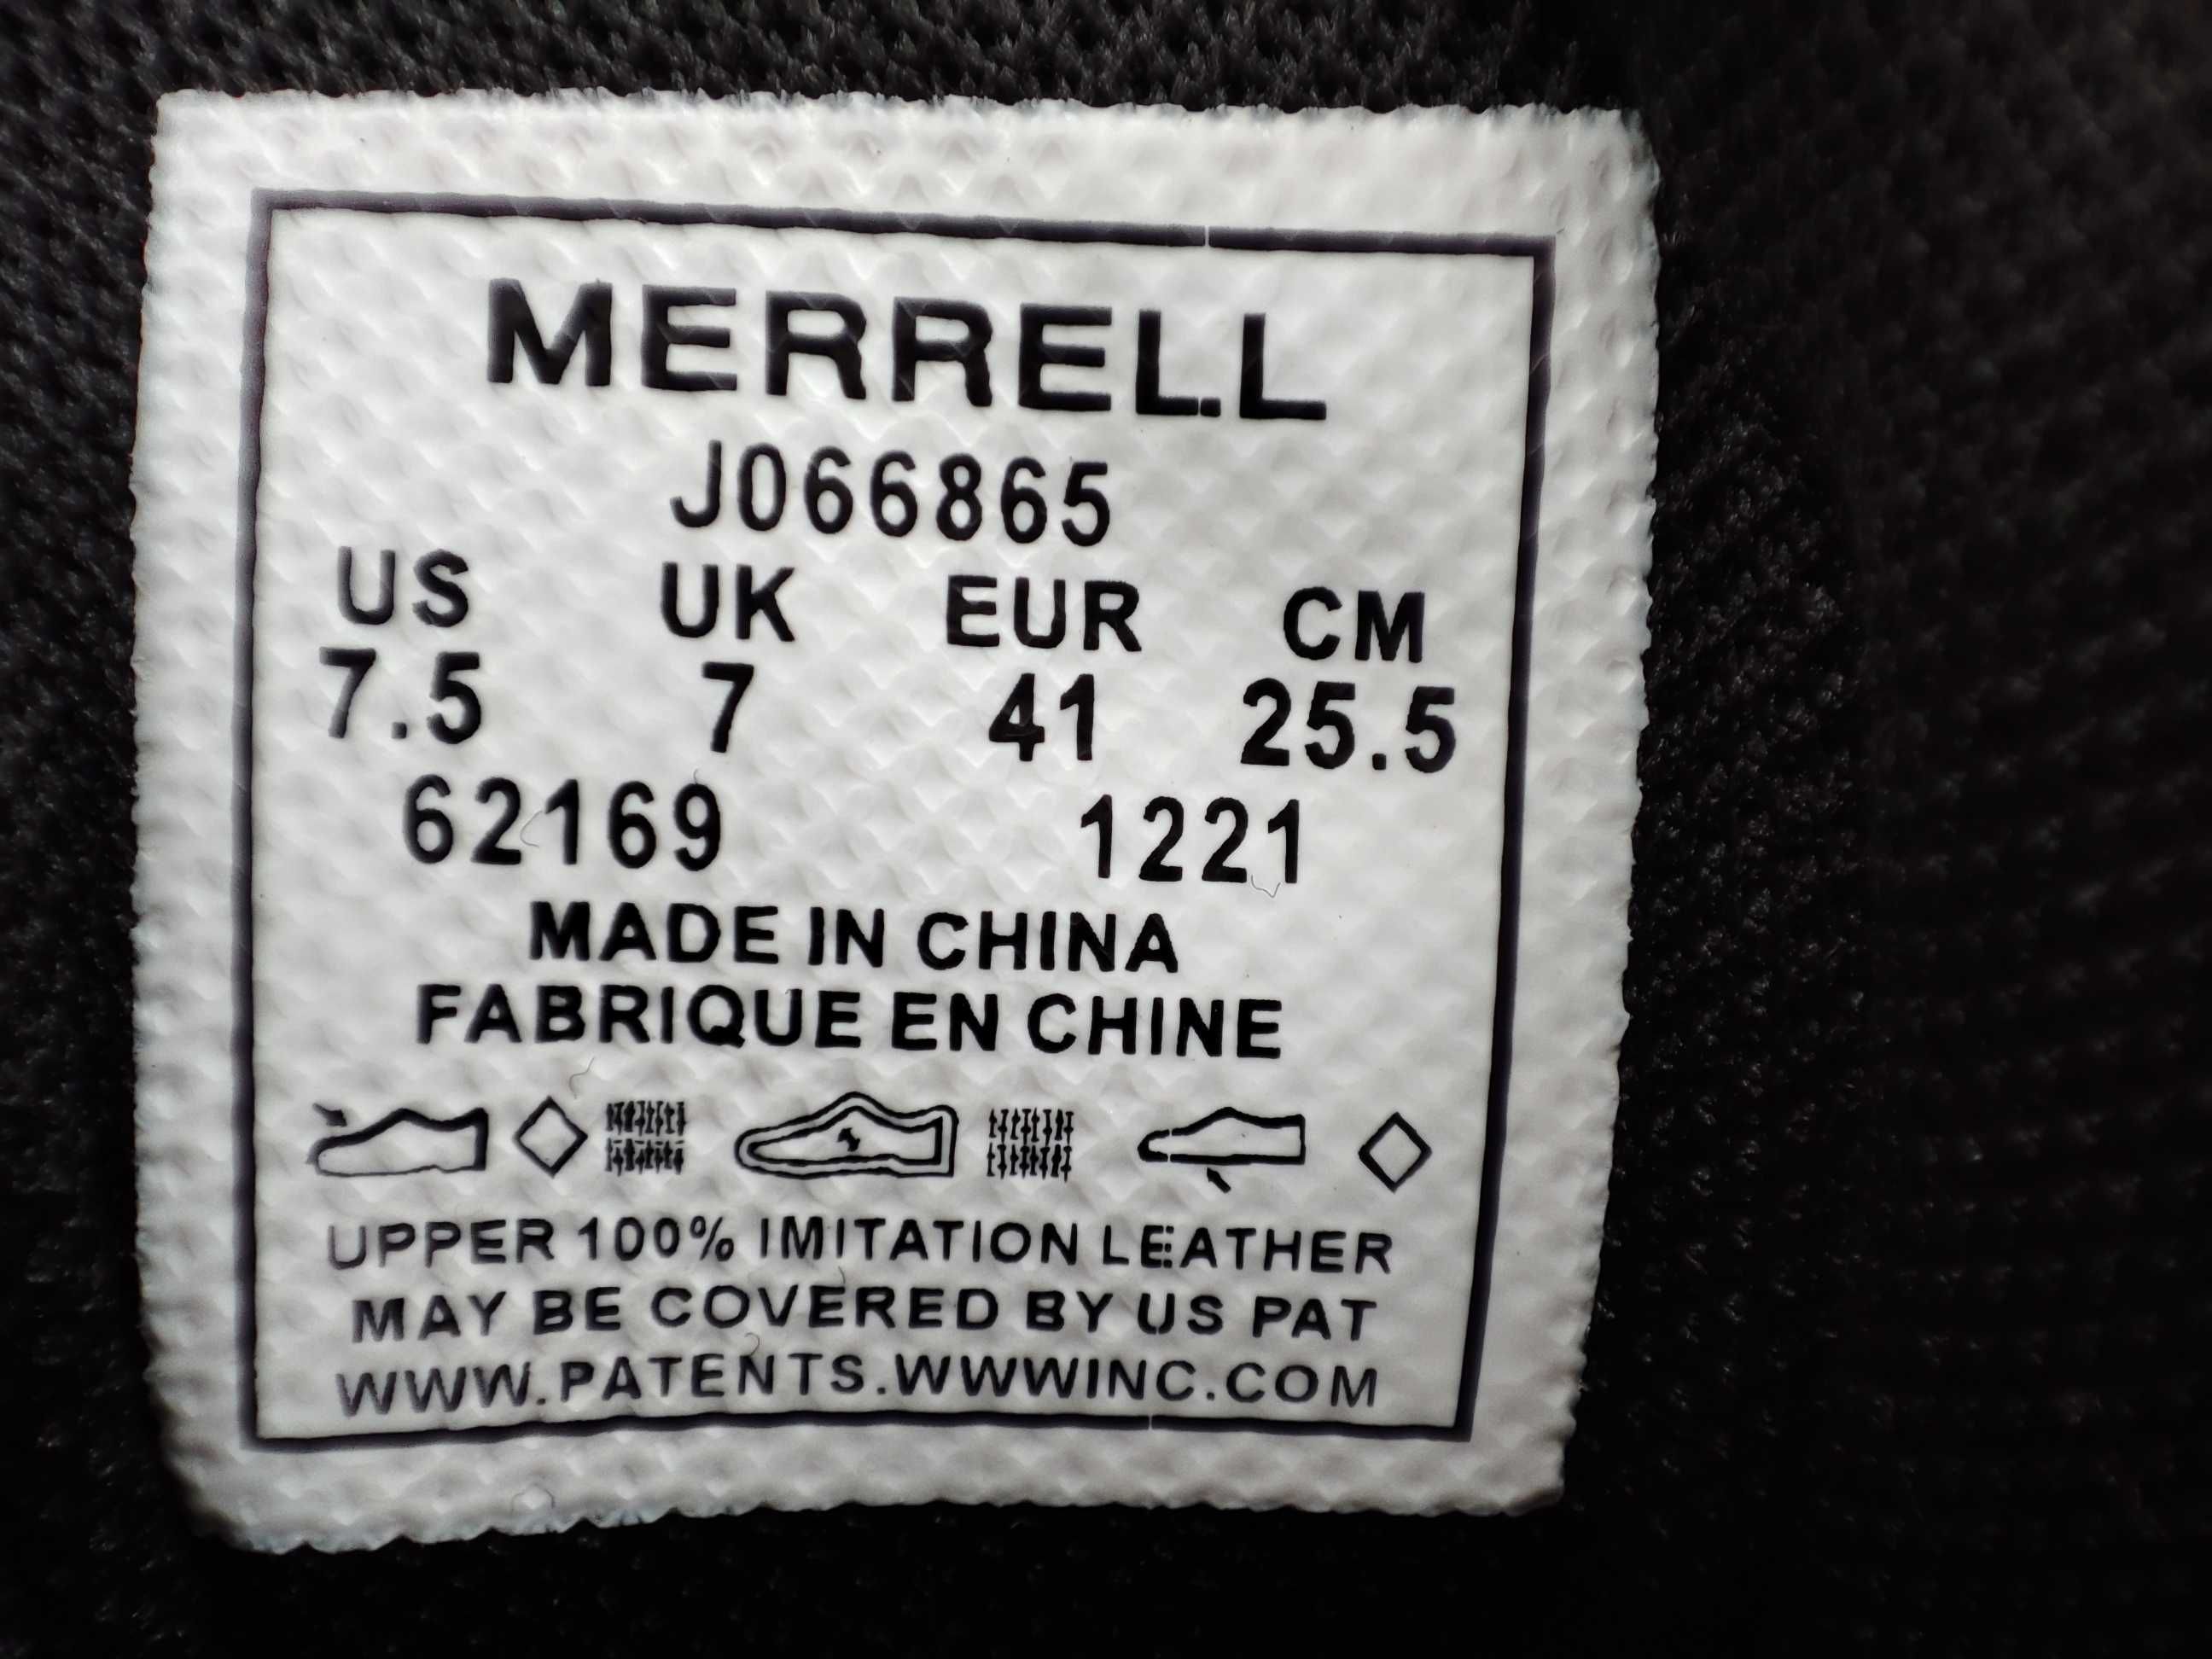 MERRELL
J066865
US UK EUR CM
7.5 7 41 25.5
62169 1221
MADE IN CHINA
FABRIQUE EN CHINE
UPPER 100% IMITATION LEATHER
MAY BE COVERED BY US PAT
WWW.PATENTS.WWWINC.COM